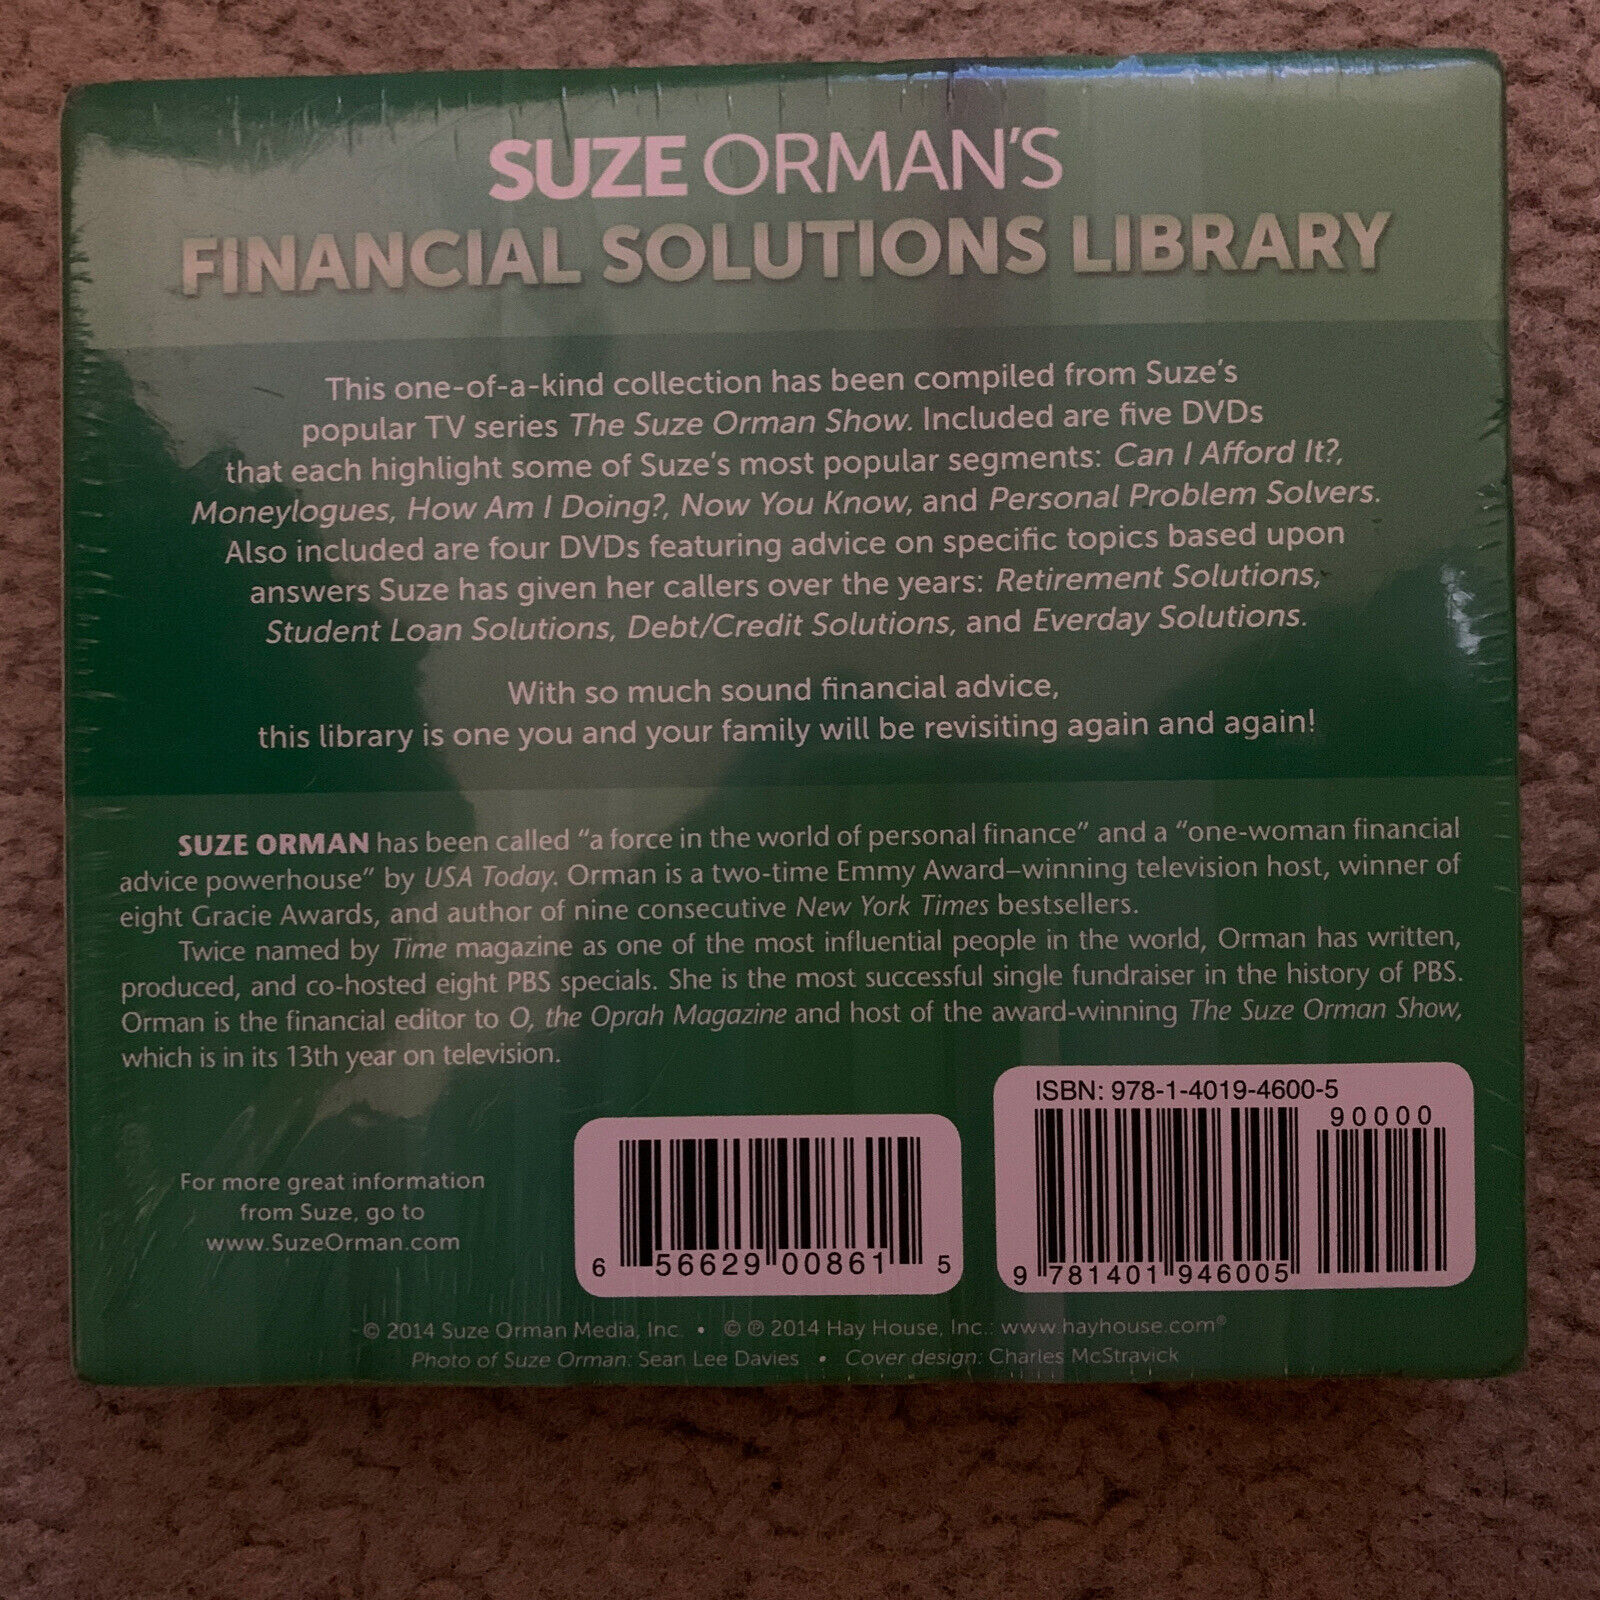 SUZE ORMAN'S
FINANCIAL SOLUTIONS LIBRARY
This one-of-a-kind collection has been compiled from Suze's
popular TV series The Suze Orman Show. Included are five DVDs
that each highlight some of Suze's most popular segments: Can I Afford It?,
Moneylogues, How Am I Doing?, Now You Know, and Personal Problem Solvers.
Also included are four DVDs featuring advice on specific topics based upon
answers Suze has given her callers over the years: Retirement Solutions,
Student Loan Solutions, Debt/Credit Solutions, and Everday Solutions.
With so much sound financial advice,
this library is one you and your family will be revisiting again and again!
SUZE ORMAN has been called "a force in the world of personal finance" and a "one-woman financial
advice powerhouse" by USA Today. Orman is a two-time Emmy Award–winning television host, winner of
eight Gracie Awards, and author of nine consecutive New York Times bestsellers.
Twice named by Time magazine as one of the most influential people in the world, Orman has written,
produced, and co-hosted eight PBS specials. She is the most successful single fundraiser in the history of PBS.
Orman is the financial editor to O, the Oprah Magazine and host of the award-winning The Suze Orman Show,
which is in its 13th year on television.
For more great information
from Suze, go to
www.SuzeOrman.com
6 56629 00861 5
ISBN: 978-1-4019-4600-5
90000
9 781401 946005
© 2014 Suze Orman Media, Inc. • © ℗ 2014 Hay House, Inc.: www.hayhouse.com®
Photo of Suze Orman: Sean Lee Davies • Cover design: Charles McStravick